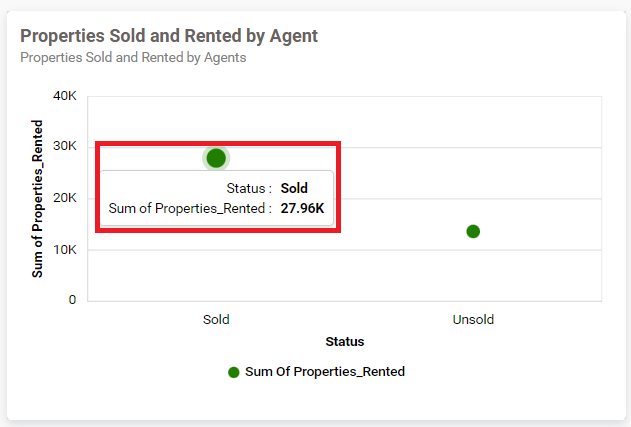 Properties Sold and Rented by Agent
Properties Sold and Rented by Agents
Sum of Properties_Rented
40K
30K
20K
10K
0
Status : Sold
Sum of Properties_Rented : 27.96K
Sold
Unsold
Status
Sum Of Properties_Rented